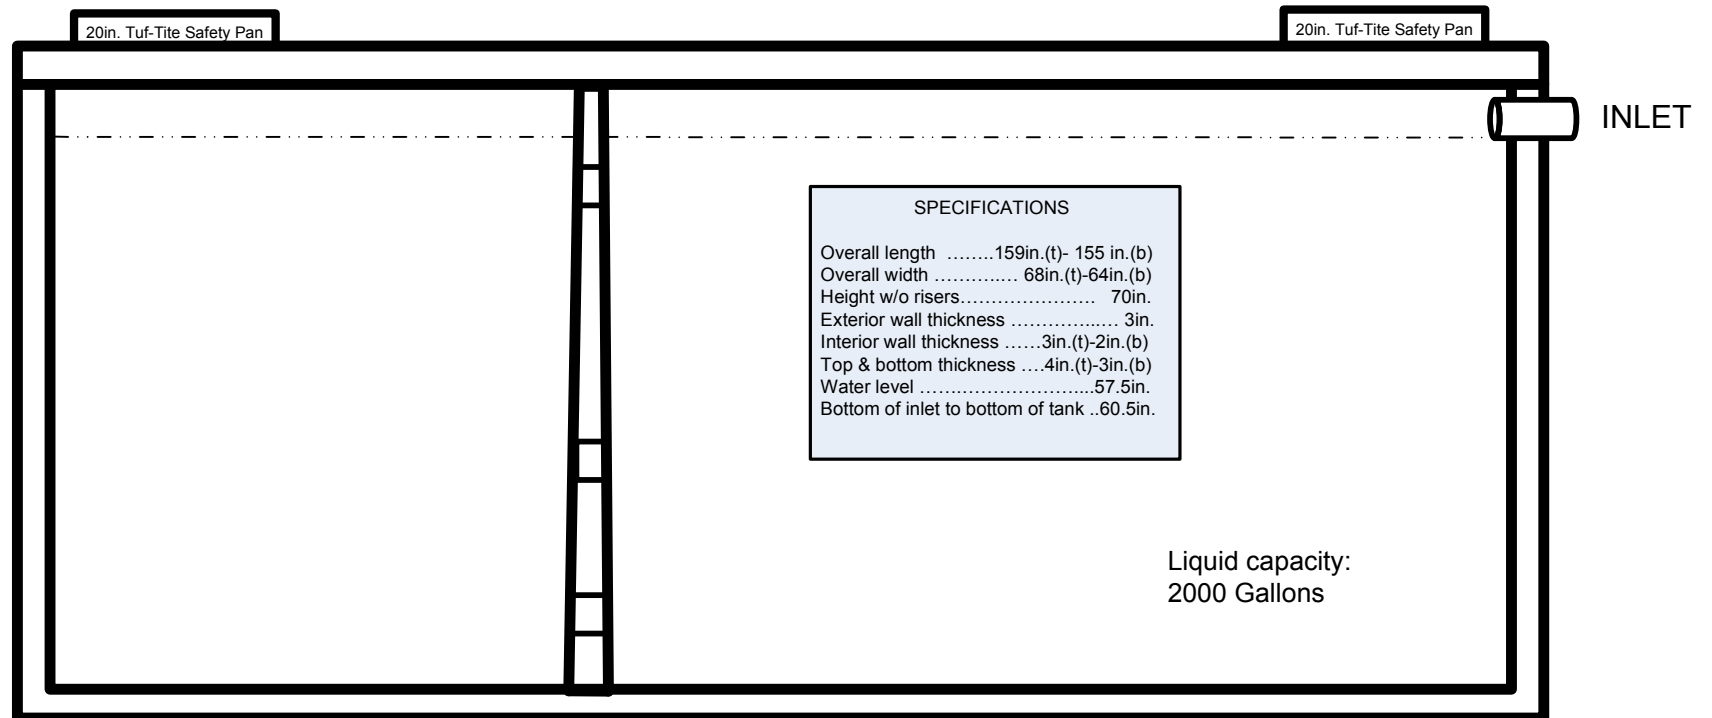 20in. Tuf-Tite Safety Pan
20in. Tuf-Tite Safety Pan
INLET
SPECIFICATIONS
Overall length ……..159in.(t)- 155 in.(b)
Overall width ………..… 68in.(t)-64in.(b)
Height w/o risers…………………. 70in.
Exterior wall thickness …………...… 3in.
Interior wall thickness ……3in.(t)-2in.(b)
Top & bottom thickness ….4in.(t)-3in.(b)
Water level …….…………………...57.5in.
Bottom of inlet to bottom of tank ..60.5in.
Liquid capacity:
2000 Gallons